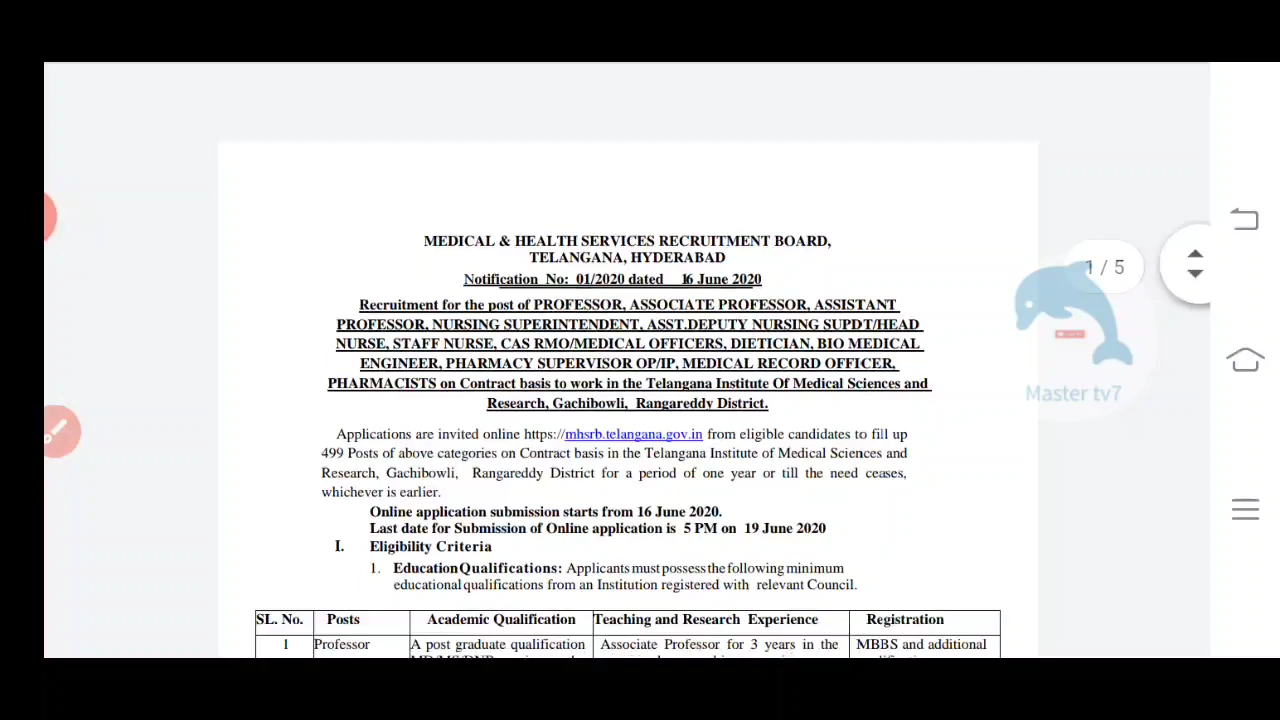 MEDICAL & HEALTH SERVICES RECRUITMENT BOARD,
TELANGANA, HYDERABAD
Notification No: 01/2020 dated 16 June 2020
Recruitment for the post of PROFESSOR, ASSOCIATE PROFESSOR, ASSISTANT
PROFESSOR, NURSING SUPERINTENDENT, ASST.DEPUTY NURSING SUPDT/HEAD
NURSE, STAFF NURSE, CAS RMO/MEDICAL OFFICERS, DIETICIAN, BIO MEDICAL
ENGINEER, PHARMACY SUPERVISOR OP/IP, MEDICAL RECORD OFFICER,
PHARMACISTS on Contract basis to work in the Telangana Institute Of Medical Sciences and
Research, Gachibowli, Rangareddy District.
Applications are invited online https://mhsrb.telangana.gov.in from eligible candidates to fill up
499 Posts of above categories on Contract basis in the Telangana Institute of Medical Sciences and
Research, Gachibowli, Rangareddy District for a period of one year or till the need ceases,
whichever is earlier.
Online application submission starts from 16 June 2020.
Last date for Submission of Online application is 5 PM on 19 June 2020
I. Eligibility Criteria
1. Education Qualifications: Applicants must possess the following minimum
educational qualifications from an Institution registered with relevant Council.
SL. No. Posts Academic Qualification Teaching and Research Experience Registration
1 Professor A post graduate qualification Associate Professor for 3 years in the MBBS and additional
1 / 5
Master tv7